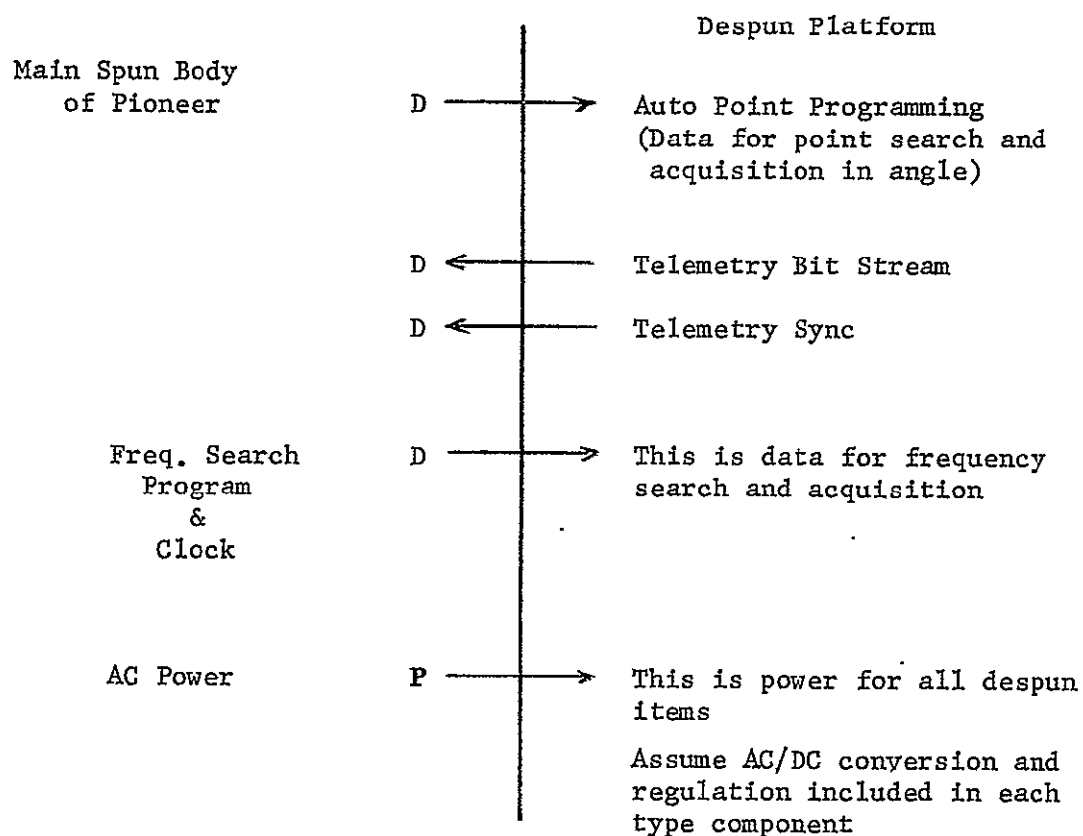 Despun Platform
Main Spun Body
of Pioneer
D
Auto Point Programming
(Data for point search and
acquisition in angle)
D
Telemetry Bit Stream
D
Telemetry Sync
Freq. Search
Program
&
Clock
D
This is data for frequency
search and acquisition
AC Power
P
This is power for all despun
items
Assume AC/DC conversion and
regulation included in each
type component